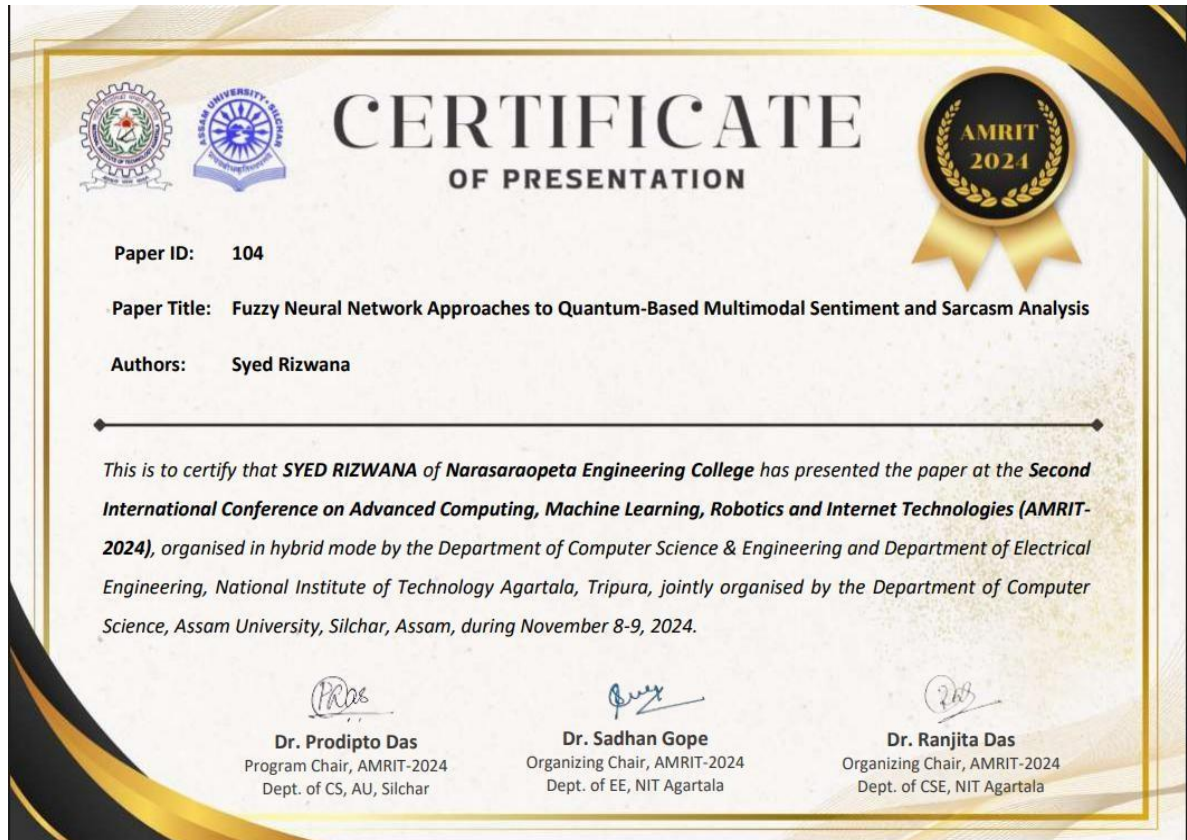 ASSAM UNIVERSITY SILCHAR
CERTIFICATE
OF PRESENTATION
AMRIT
2024
Paper ID: 104
Paper Title: Fuzzy Neural Network Approaches to Quantum-Based Multimodal Sentiment and Sarcasm Analysis
Authors: Syed Rizwana
This is to certify that SYED RIZWANA of Narasaraopeta Engineering College has presented the paper at the Second
International Conference on Advanced Computing, Machine Learning, Robotics and Internet Technologies (AMRIT-
2024), organised in hybrid mode by the Department of Computer Science & Engineering and Department of Electrical
Engineering, National Institute of Technology Agartala, Tripura, jointly organised by the Department of Computer
Science, Assam University, Silchar, Assam, during November 8-9, 2024.
Dr. Prodipto Das
Program Chair, AMRIT-2024
Dept. of CS, AU, Silchar
Dr. Sadhan Gope
Organizing Chair, AMRIT-2024
Dept. of EE, NIT Agartala
Dr. Ranjita Das
Organizing Chair, AMRIT-2024
Dept. of CSE, NIT Agartala